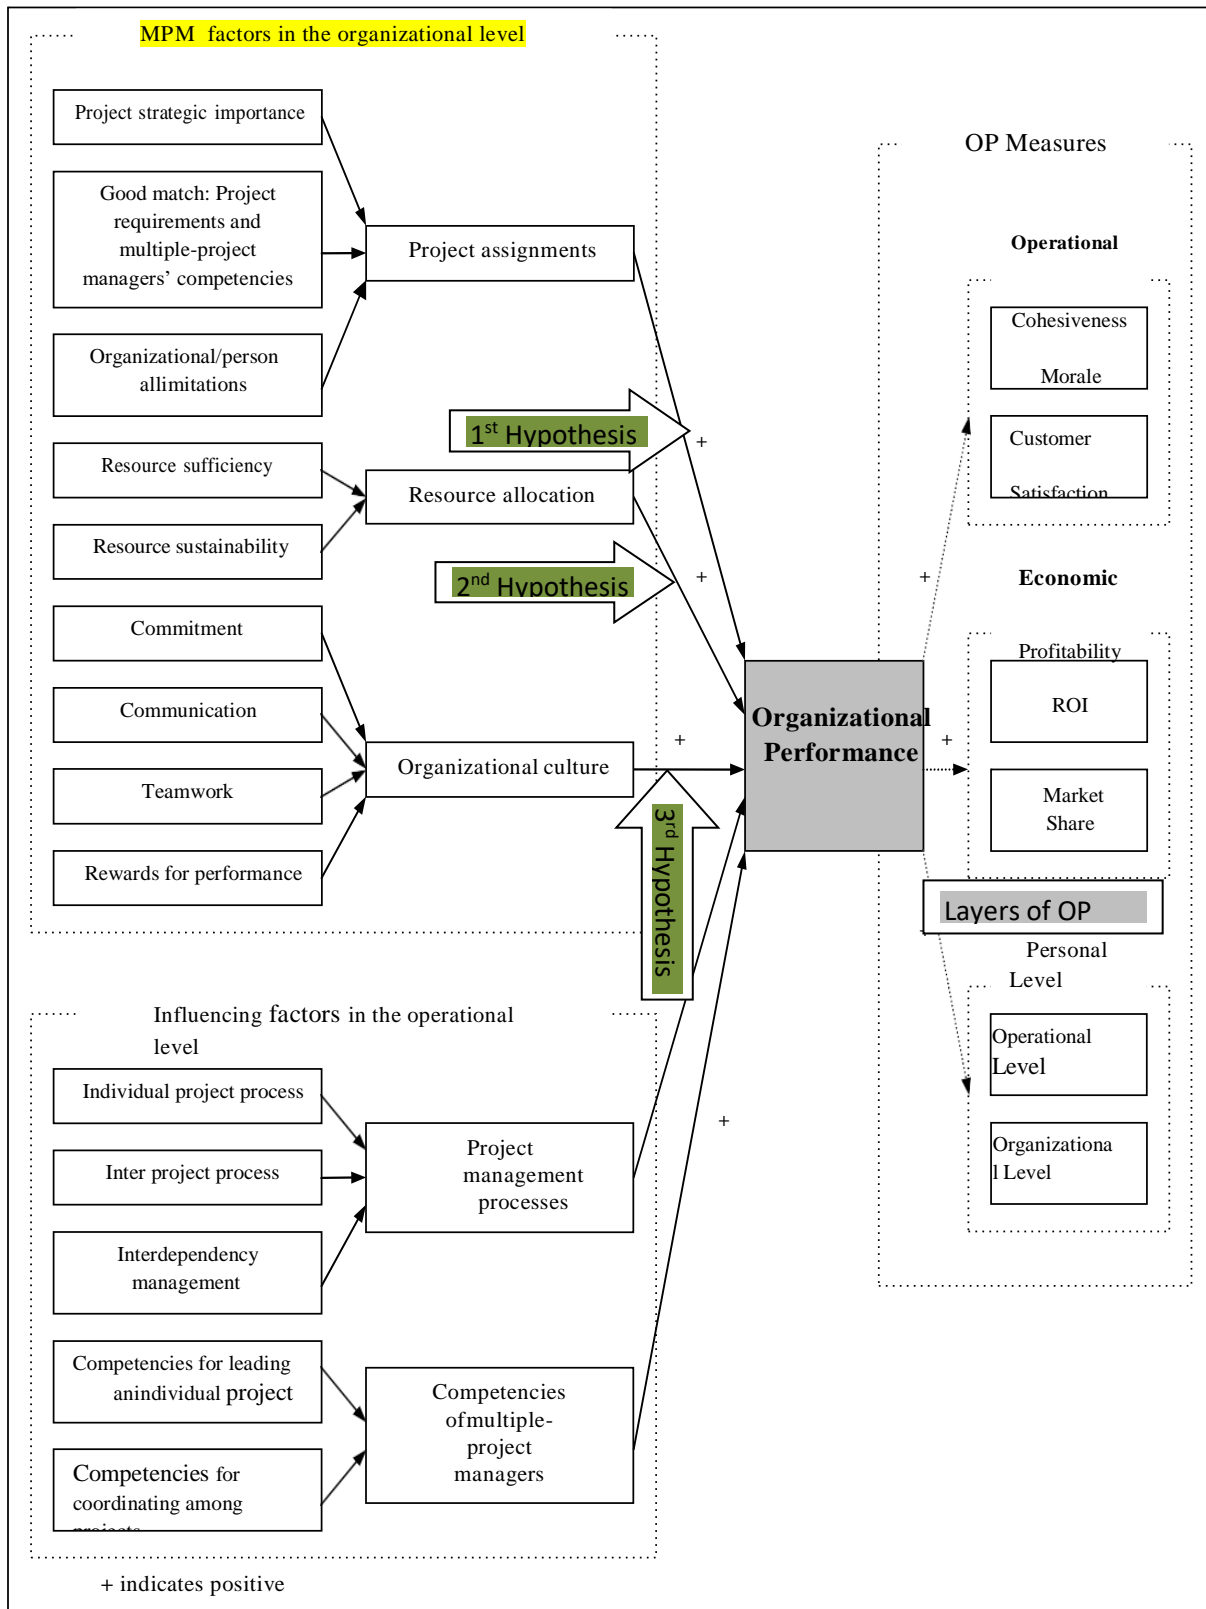 MPM factors in the organizational level
Project strategic importance
Good match: Project
requirements and
multiple-project
managers’ competencies
Organizational/person
allimitations
Project assignments
1st Hypothesis
+
Resource sufficiency
Resource sustainability
Resource allocation
2nd Hypothesis
+
Commitment
Communication
Teamwork
Rewards for performance
Organizational culture
+
3rd Hypothesis
Organizational
Performance
Influencing factors in the operational
level
Individual project process
Inter project process
Interdependency
management
Project
management
processes
Competencies for leading
anindividual project
Competencies for
coordinating among
projects
Competencies
ofmultiple-
project
managers
+
OP Measures
Operational
Cohesiveness
Morale
Customer
Satisfaction
+
Economic
Profitability
ROI
+
Market
Share
Layers of OP
Personal
Level
Operational
Level
Organizationa
l Level
+ indicates positive